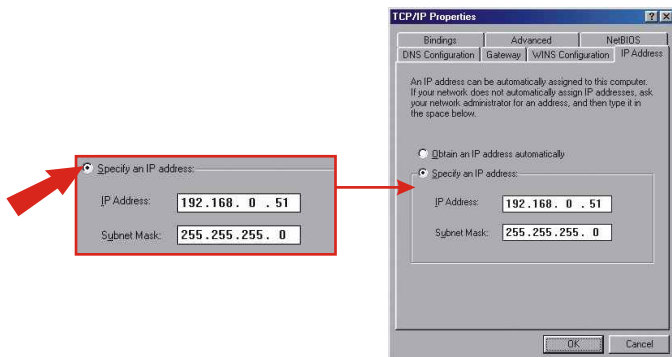 Specify an IP address:
IP Address: 192.168. 0 .51
Subnet Mask: 255.255.255. 0
TCP/IP Properties
Bindings Advanced NetBIOS
DNS Configuration Gateway WINS Configuration IP Address
An IP address can be automatically assigned to this computer.
If your network does not automatically assign IP addresses, ask
your network administrator for an address, and then type it in
the space below.
Obtain an IP address automatically
Specify an IP address:
IP Address: 192.168. 0 .51
Subnet Mask: 255.255.255. 0
OK Cancel